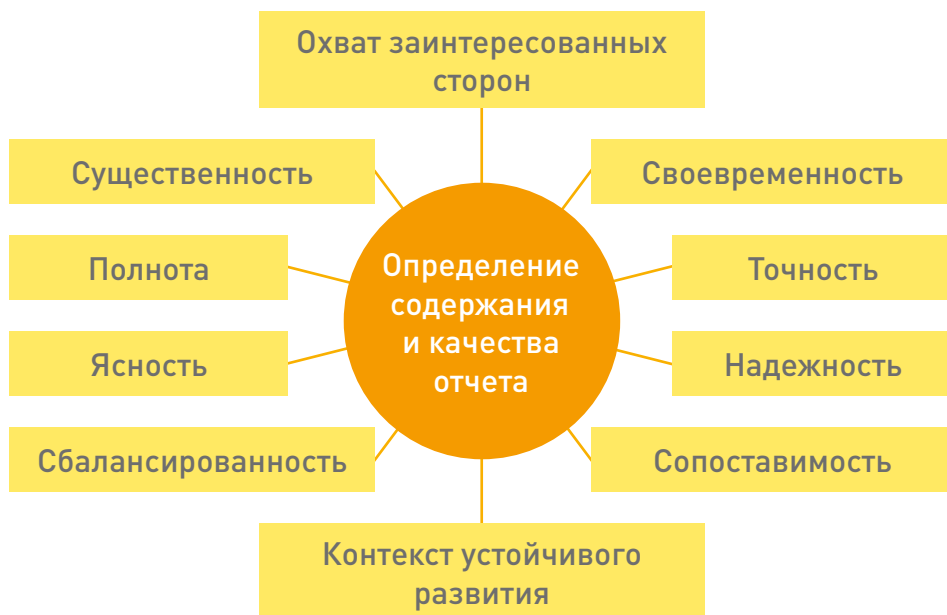 Охват заинтересованных
сторон
Существенность
Своевременность
Полнота
Определение
содержания
и качества
отчета
Точность
Ясность
Надежность
Сбалансированность
Сопоставимость
Контекст устойчивого
развития